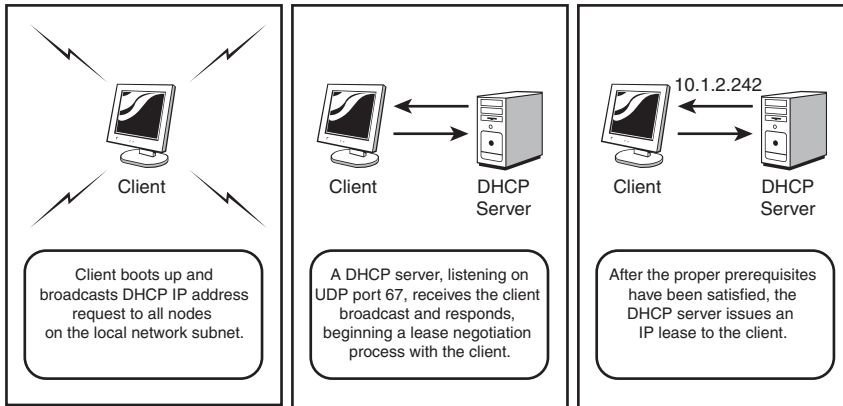 Client
Client boots up and
broadcasts DHCP IP address
request to all nodes
on the local network subnet.
Client
DHCP
Server
A DHCP server, listening on
UDP port 67, receives the client
broadcast and responds,
beginning a lease negotiation
process with the client.
10.1.2.242
Client
DHCP
Server
After the proper prerequisites
have been satisfied, the
DHCP server issues an
IP lease to the client.